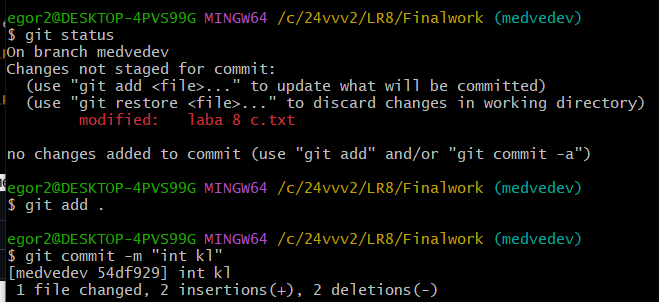 egor2@DESKTOP-4PVS99G MINGW64 /c/24vvv2/LR8/Finalwork (medvedev)
$ git status
On branch medvedev
Changes not staged for commit:
  (use "git add <file>..." to update what will be committed)
  (use "git restore <file>..." to discard changes in working directory)
        modified:   laba 8 c.txt

no changes added to commit (use "git add" and/or "git commit -a")

egor2@DESKTOP-4PVS99G MINGW64 /c/24vvv2/LR8/Finalwork (medvedev)
$ git add .

egor2@DESKTOP-4PVS99G MINGW64 /c/24vvv2/LR8/Finalwork (medvedev)
$ git commit -m "int kl"
[medvedev 54df929] int kl
 1 file changed, 2 insertions(+), 2 deletions(-)